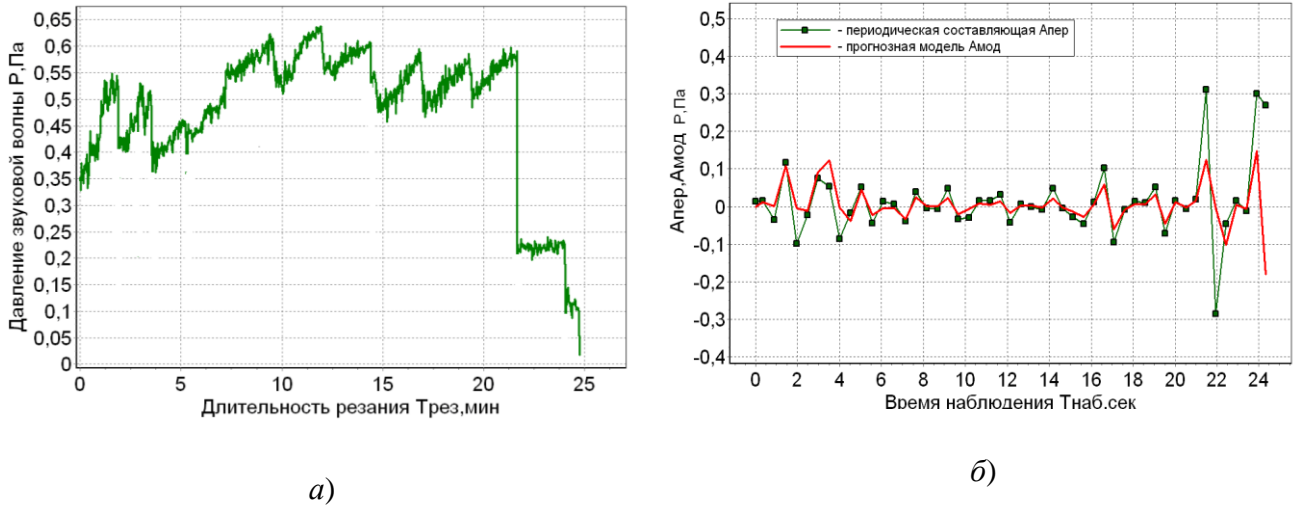 Давление звуковой волны Р,Па
0,65
0,6
0,55
0,5
0,45
0,4
0,35
0,3
0,25
0,2
0,15
0,1
0,05
0
0 5 10 15 20 25
Длительность резания Трез,мин
а)
Апер,Амод Р,Па
0,5
0,4
0,3
0,2
0,1
0
-0,1
-0,2
-0,3
-0,4
- периодическая составляющая Апер
- прогнозная модель Амод
0 2 4 6 8 10 12 14 16 18 20 22 24
Время наблюдения Тнаб.сек
б)